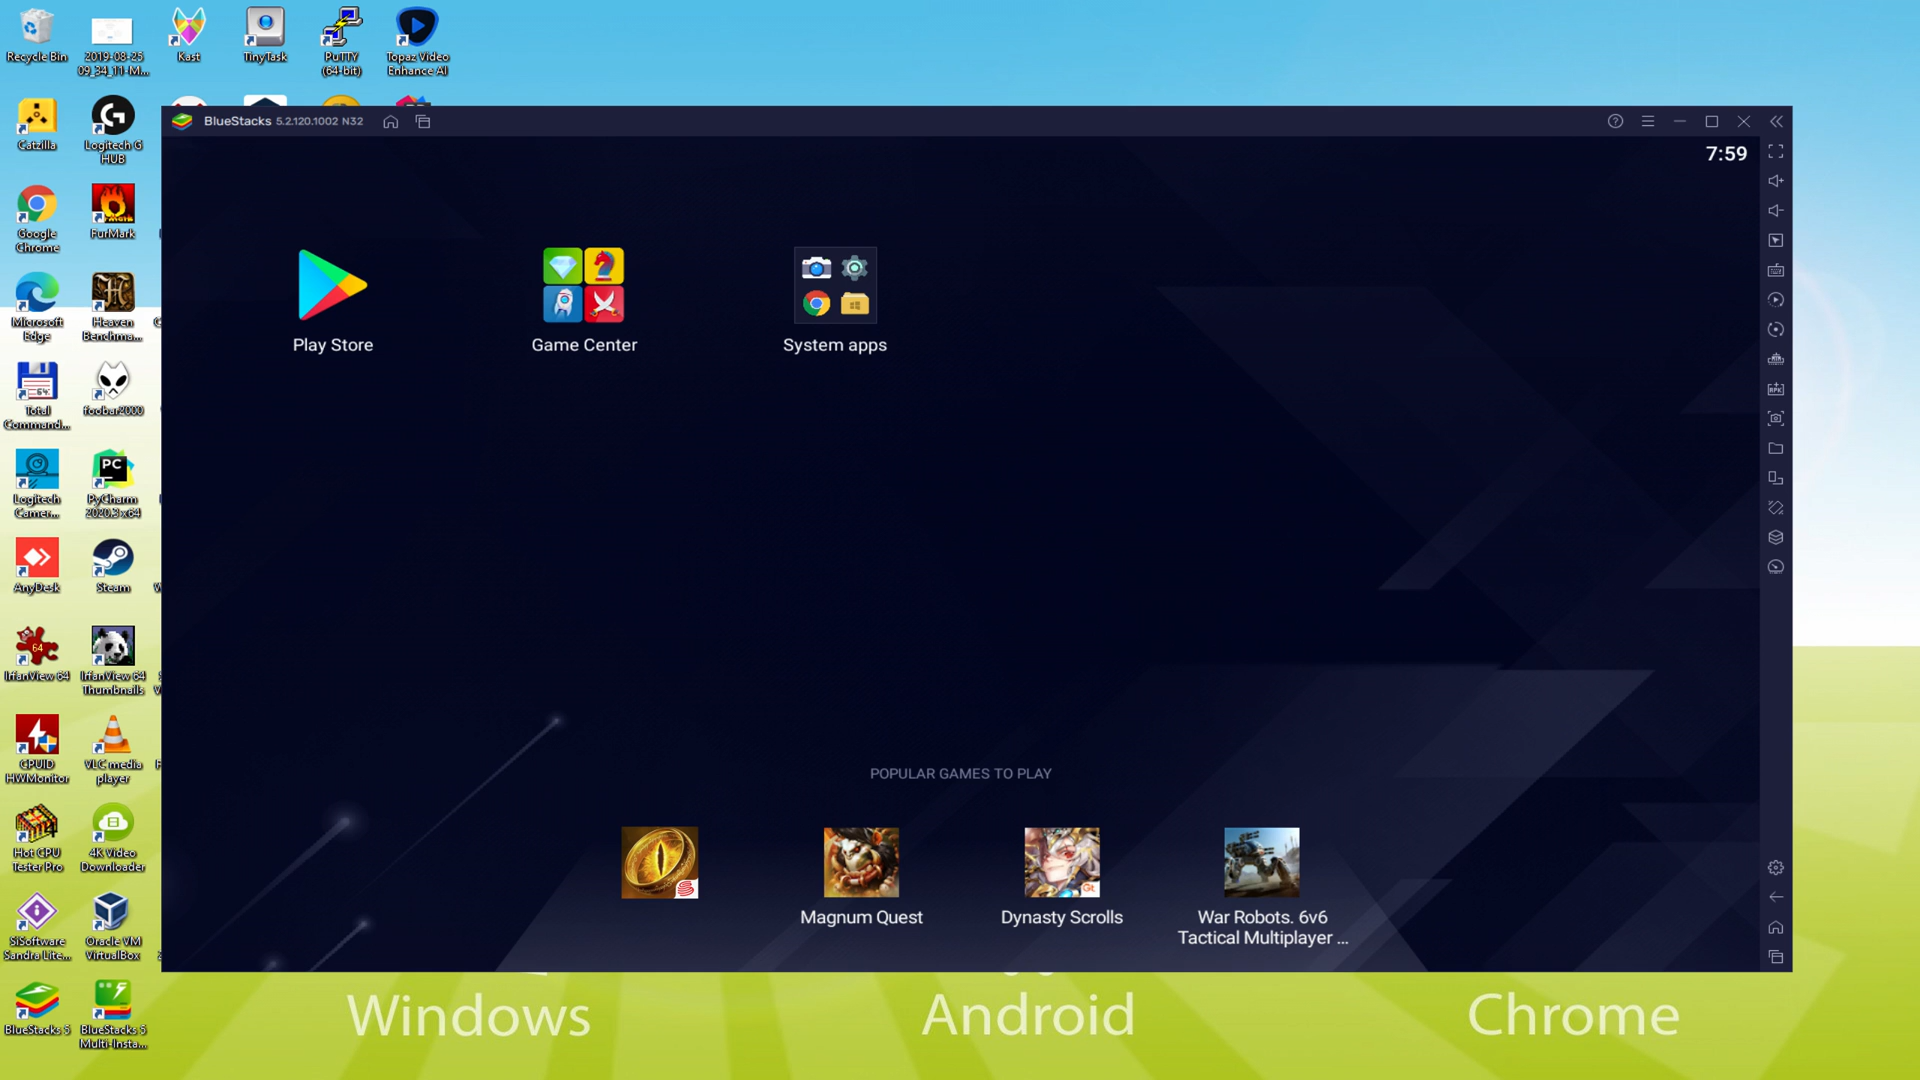 Recycle Bin
2019-08-25
09_34_11-M...
Kast
TinyTask
PuTTY
(64-bit)
Topaz Video
Enhance AI
Catzilla
Logitech G
HUB
BlueStacks 5.2.120.1002 N32
7:59
Google
Chrome
FurMark
Play Store
Game Center
System apps
Microsoft
Edge
Heaven
Benchma...
Total
Command...
foobar2000
Logitech
Camer...
PC
PyCharm
2020.3 x64
AnyDesk
Steam
64
IrfanView 64
IrfanView 64
Thumbnails
CPUID
HWMonitor
VLC media
player
POPULAR GAMES TO PLAY
Hot CPU
Tester Pro
4K Video
Downloader
Magnum Quest
Dynasty Scrolls
War Robots. 6v6
Tactical Multiplayer ...
SiSoftware
Sandra Lite...
Oracle VM
VirtualBox
BlueStacks 5
BlueStacks 5
Multi-Insta...
Windows
Android
Chrome